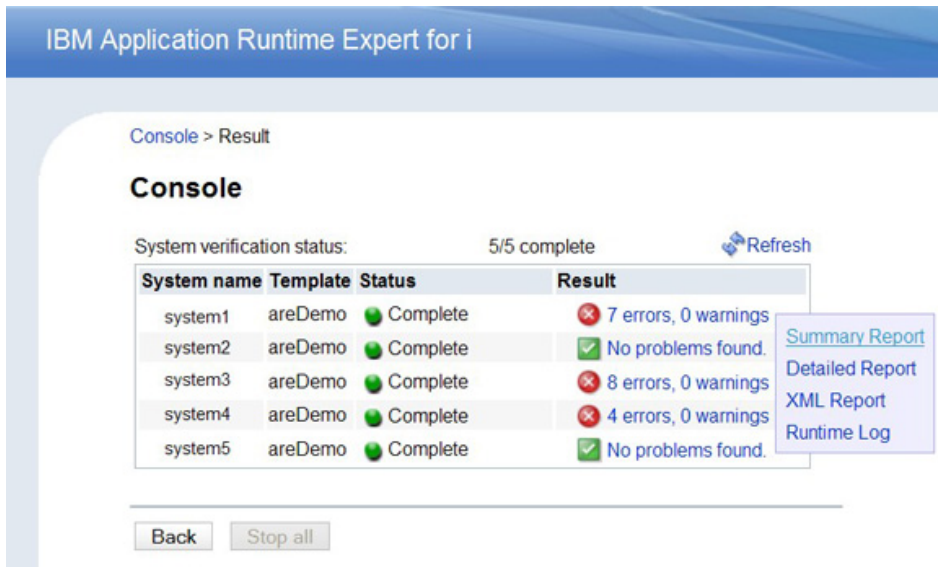 IBM Application Runtime Expert for i
Console > Result
Console
System verification status: 5/5 complete Refresh
System name Template Status Result
system1 areDemo Complete 7 errors, 0 warnings
system2 areDemo Complete No problems found.
system3 areDemo Complete 8 errors, 0 warnings
system4 areDemo Complete 4 errors, 0 warnings
system5 areDemo Complete No problems found.
Summary Report
Detailed Report
XML Report
Runtime Log
Back Stop all